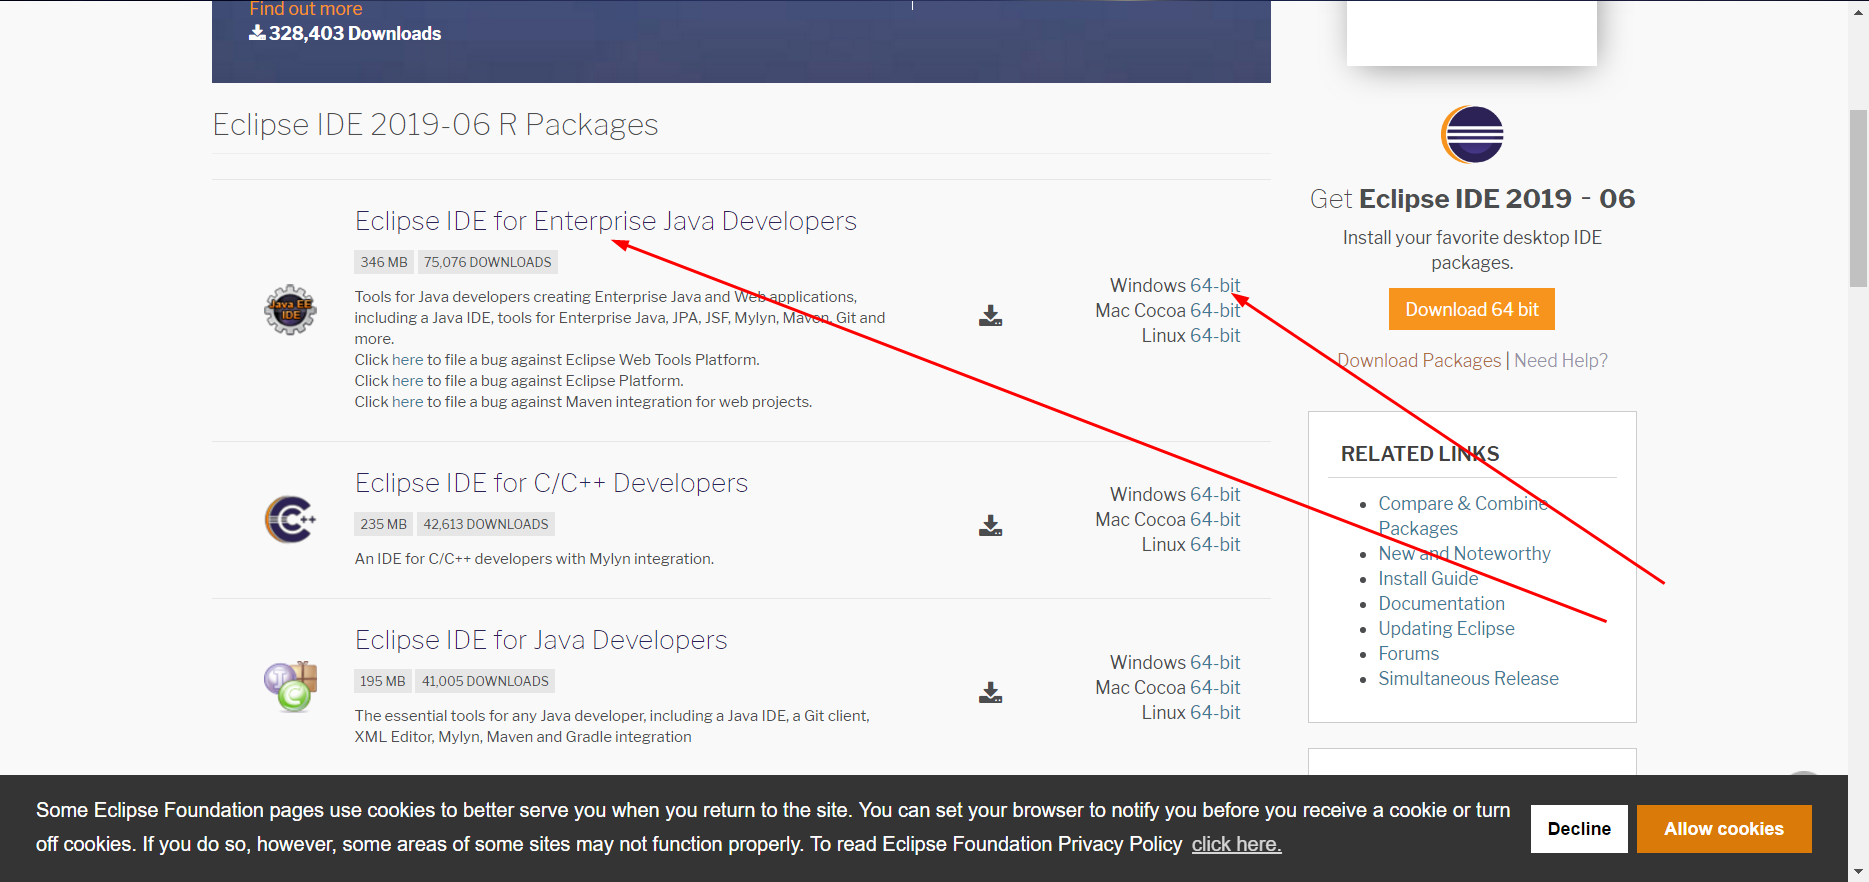 Find out more
328,403 Downloads
Eclipse IDE 2019-06 R Packages
Eclipse IDE for Enterprise Java Developers
346 MB 75,076 DOWNLOADS
Java EE
IDE
Tools for Java developers creating Enterprise Java and Web applications,
including a Java IDE, tools for Enterprise Java, JPA, JSF, Mylyn, Maven, Git and
more.
Click here to file a bug against Eclipse Web Tools Platform.
Click here to file a bug against Eclipse Platform.
Click here to file a bug against Maven integration for web projects.
Windows 64-bit
Mac Cocoa 64-bit
Linux 64-bit
Eclipse IDE for C/C++ Developers
235 MB 42,613 DOWNLOADS
C++
An IDE for C/C++ developers with Mylyn integration.
Windows 64-bit
Mac Cocoa 64-bit
Linux 64-bit
Eclipse IDE for Java Developers
195 MB 41,005 DOWNLOADS
J
C
The essential tools for any Java developer, including a Java IDE, a Git client,
XML Editor, Mylyn, Maven and Gradle integration
Windows 64-bit
Mac Cocoa 64-bit
Linux 64-bit
Get Eclipse IDE 2019 - 06
Install your favorite desktop IDE
packages.
Download 64 bit
Download Packages | Need Help?
RELATED LINKS
Compare & Combine
Packages
New and Noteworthy
Install Guide
Documentation
Updating Eclipse
Forums
Simultaneous Release
Some Eclipse Foundation pages use cookies to better serve you when you return to the site. You can set your browser to notify you before you receive a cookie or turn
off cookies. If you do so, however, some areas of some sites may not function properly. To read Eclipse Foundation Privacy Policy click here.
Decline
Allow cookies